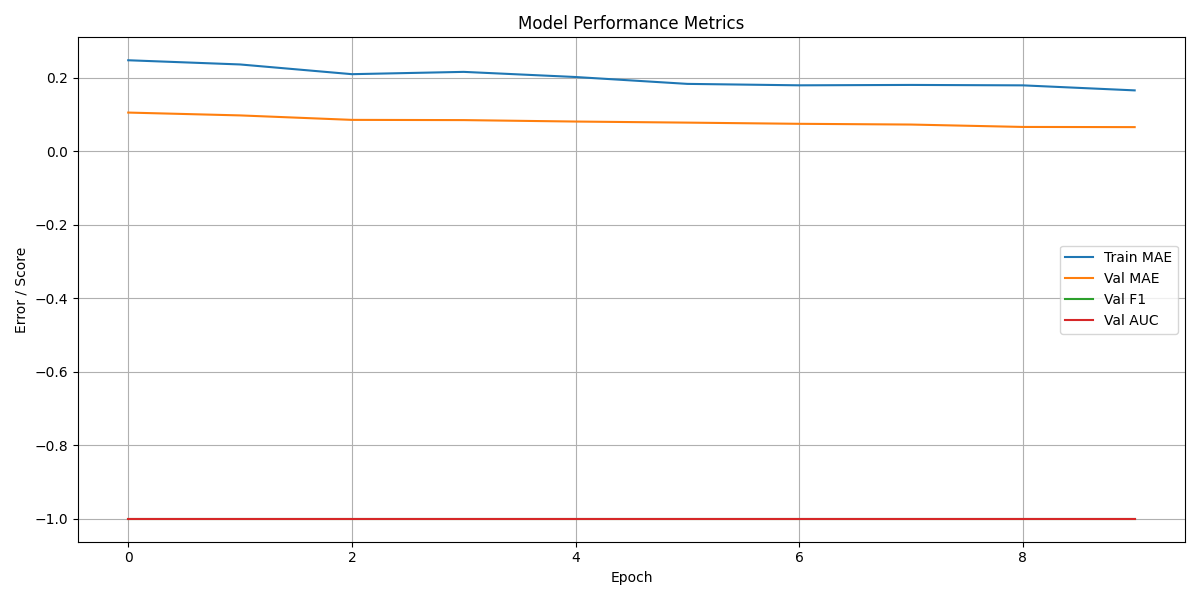 Model Performance Metrics
0.2
0.0
−0.2
−0.4
−0.6
−0.8
−1.0
Error / Score
Train MAE
Val MAE
Val F1
Val AUC
0 2 4 6 8
Epoch